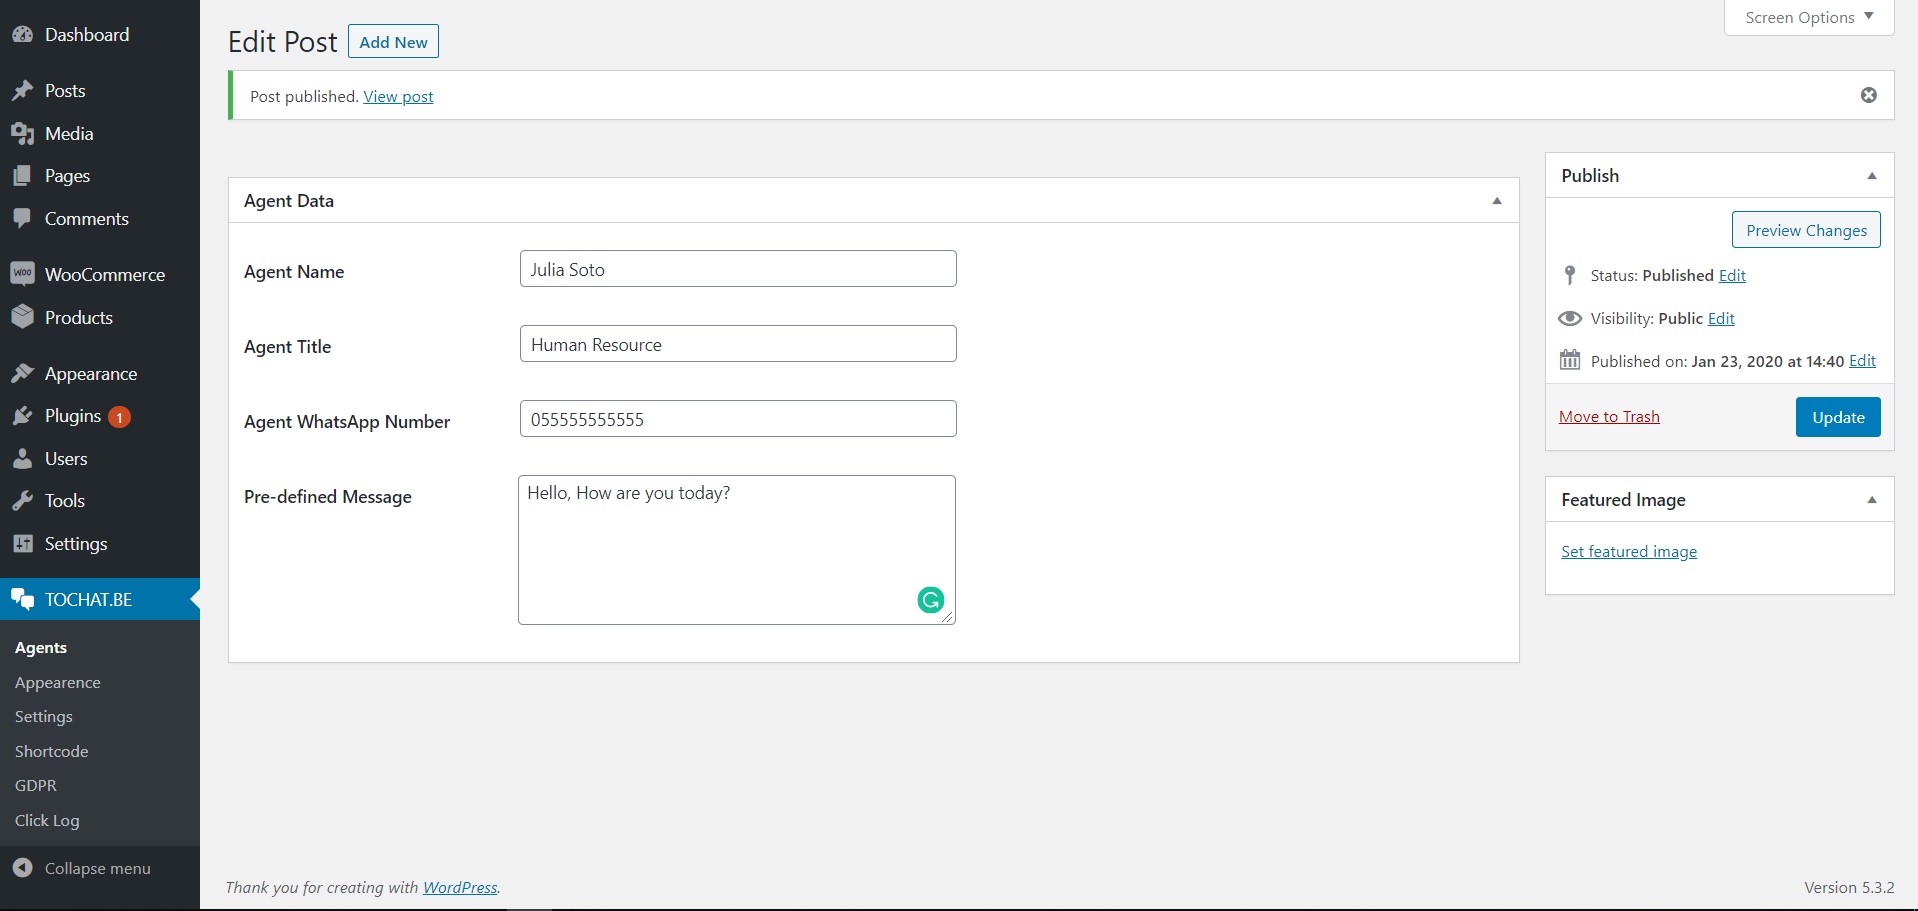 Dashboard
Posts
Media
Pages
Comments
WooCommerce
Products
Appearance
Plugins 1
Users
Tools
Settings
TOCHAT.BE
Agents
Appearence
Settings
Shortcode
GDPR
Click Log
Collapse menu
Screen Options
Edit Post Add New
Post published. View post
Agent Data
Agent Name Julia Soto
Agent Title Human Resource
Agent WhatsApp Number 055555555555
Pre-defined Message Hello, How are you today?
Publish
Preview Changes
Status: Published Edit
Visibility: Public Edit
Published on: Jan 23, 2020 at 14:40 Edit
Move to Trash Update
Featured Image
Set featured image
Thank you for creating with WordPress.
Version 5.3.2